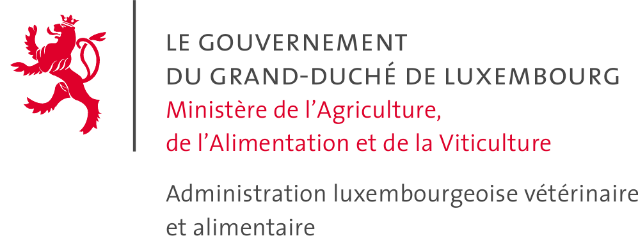 LE GOUVERNEMENT
DU GRAND-DUCHÉ DE LUXEMBOURG
Ministère de l’Agriculture,
de l’Alimentation et de la Viticulture
Administration luxembourgeoise vétérinaire
et alimentaire